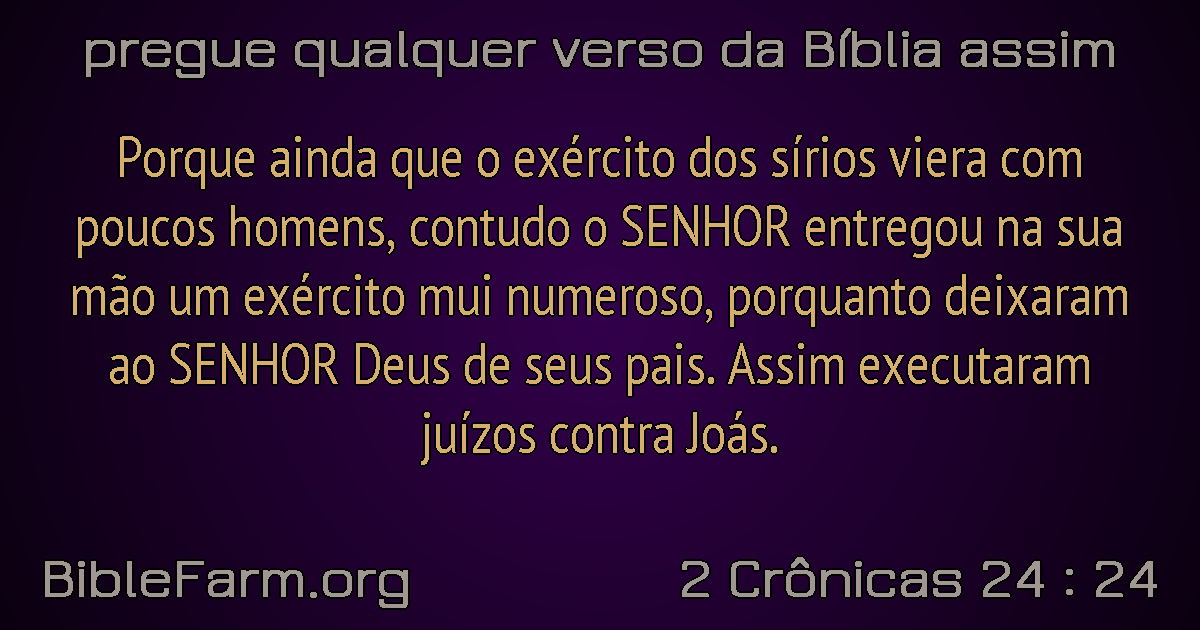 pregue qualquer verso da Bíblia assim
Porque ainda que o exército dos sírios viera com
poucos homens, contudo o SENHOR entregou na sua
mão um exército mui numeroso, porquanto deixaram
ao SENHOR Deus de seus pais. Assim executaram
juízos contra Joás.
BibleFarm.org
2 Crônicas 24 : 24